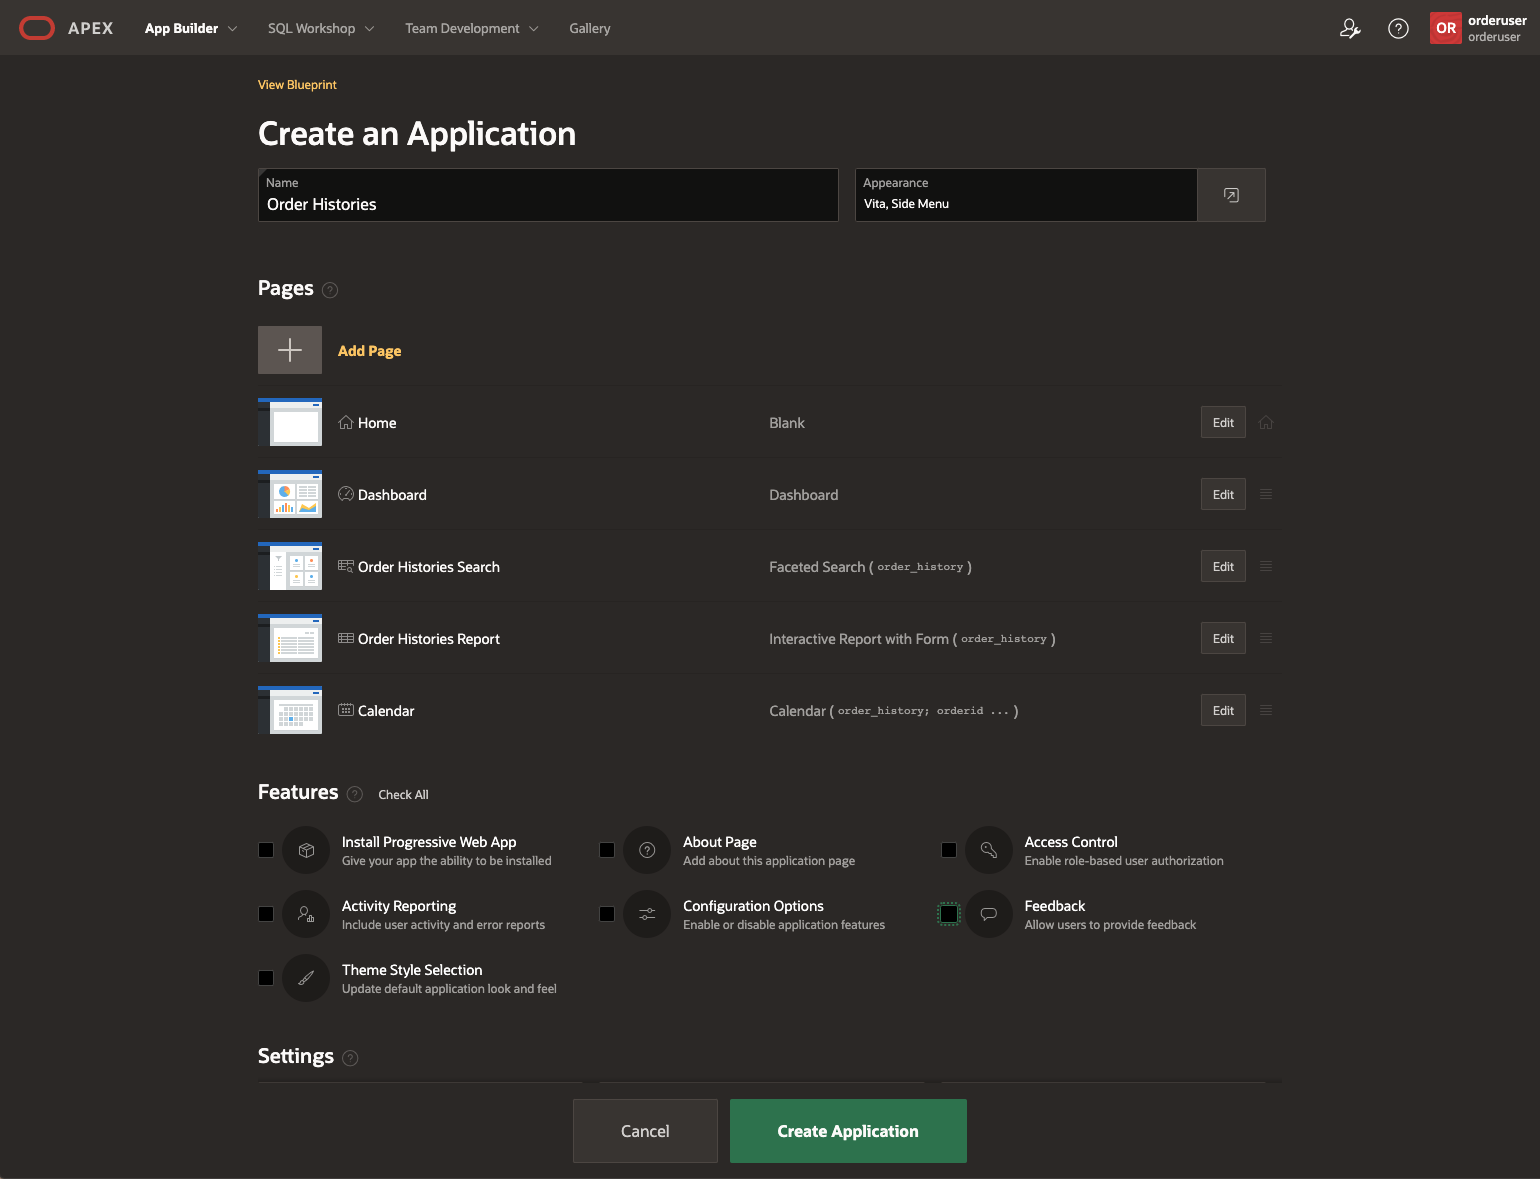 APEX App Builder SQL Workshop Team Development Gallery OR orderuser
orderuser
View Blueprint
Create an Application
Name
Order Histories
Appearance
Vita, Side Menu
Pages ?
Add Page
Home Blank Edit
Dashboard Dashboard Edit
Order Histories Search Faceted Search ( order_history ) Edit
Order Histories Report Interactive Report with Form ( order_history ) Edit
Calendar Calendar ( order_history; orderid ... ) Edit
Features ? Check All
Install Progressive Web App
Give your app the ability to be installed
About Page
Add about this application page
Access Control
Enable role-based user authorization
Activity Reporting
Include user activity and error reports
Configuration Options
Enable or disable application features
Feedback
Allow users to provide feedback
Theme Style Selection
Update default application look and feel
Settings ?
Cancel Create Application